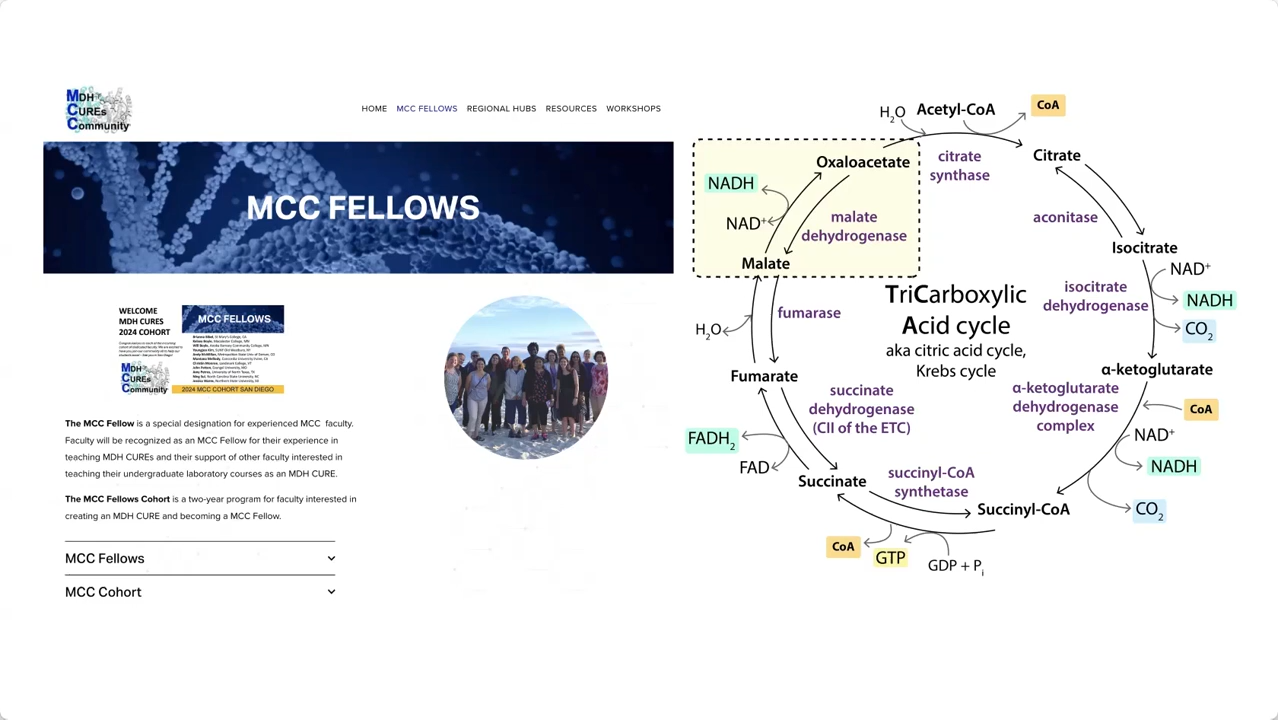 MDH
CUREs
Community
HOME MCC FELLOWS REGIONAL HUBS RESOURCES WORKSHOPS
MCC FELLOWS
WELCOME
MDH CURES
2024 COHORT
MCC FELLOWS
MDH
CUREs
Community
2024 MCC COHORT SAN DIEGO
The MCC Fellow is a special designation for experienced MCC faculty.
Faculty will be recognized as an MCC Fellow for their experience in
teaching MDH CUREs and their support of other faculty interested in
teaching their undergraduate laboratory courses as an MDH CURE.
The MCC Fellows Cohort is a two-year program for faculty interested in
creating an MDH CURE and becoming a MCC Fellow.
MCC Fellows
MCC Cohort
H₂O
Acetyl-CoA
CoA
Oxaloacetate
citrate
synthase
Citrate
NADH
NAD⁺
malate
dehydrogenase
Malate
aconitase
Isocitrate
NAD⁺
isocitrate
dehydrogenase
NADH
CO₂
TriCarboxylic
Acid cycle
aka citric acid cycle,
Krebs cycle
fumarase
H₂O
Fumarate
α-ketoglutarate
α-ketoglutarate
dehydrogenase
complex
CoA
NAD⁺
NADH
CO₂
succinate
dehydrogenase
(CII of the ETC)
FADH₂
FAD
Succinate
succinyl-CoA
synthetase
Succinyl-CoA
CoA
GTP
GDP + Pᵢ